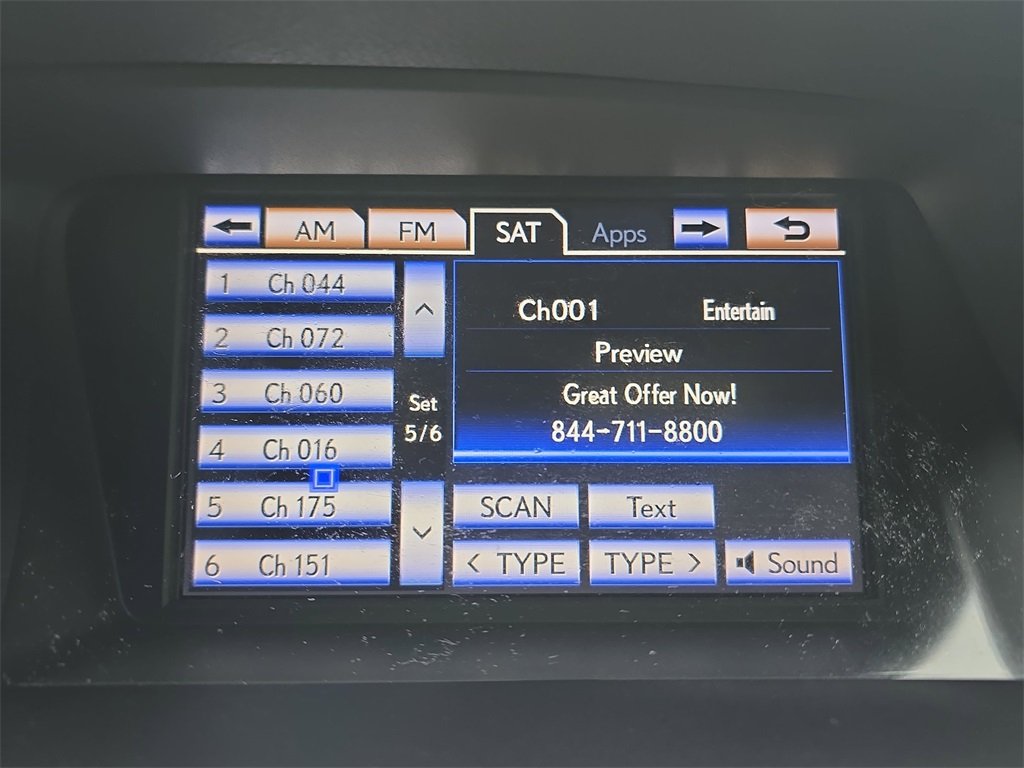 AM FM SAT Apps
1 Ch 044
2 Ch 072
3 Ch 060
4 Ch 016
5 Ch 175
6 Ch 151
Set
5/6
Ch001 Entertain
Preview
Great Offer Now!
844-711-8800
SCAN Text
< TYPE TYPE > Sound